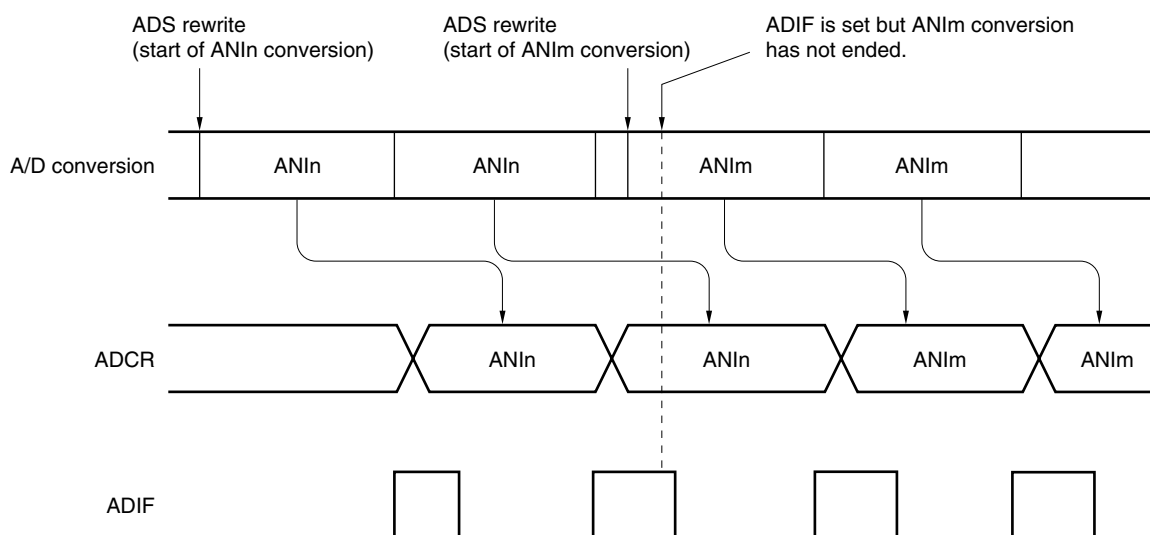 ADS rewrite
(start of ANIn conversion)
ADS rewrite
(start of ANIm conversion)
ADIF is set but ANIm conversion
has not ended.
A/D conversion
ANIn
ANIn
ANIm
ANIm
ADCR
ANIn
ANIn
ANIm
ANIm
ADIF